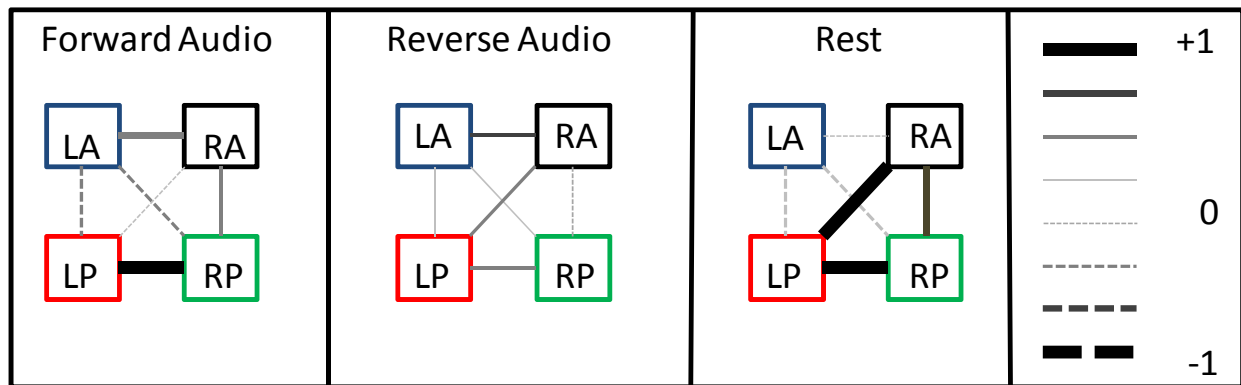 Forward Audio
LA RA
LP RP
Reverse Audio
LA RA
LP RP
Rest
LA RA
LP RP
+1
0
-1